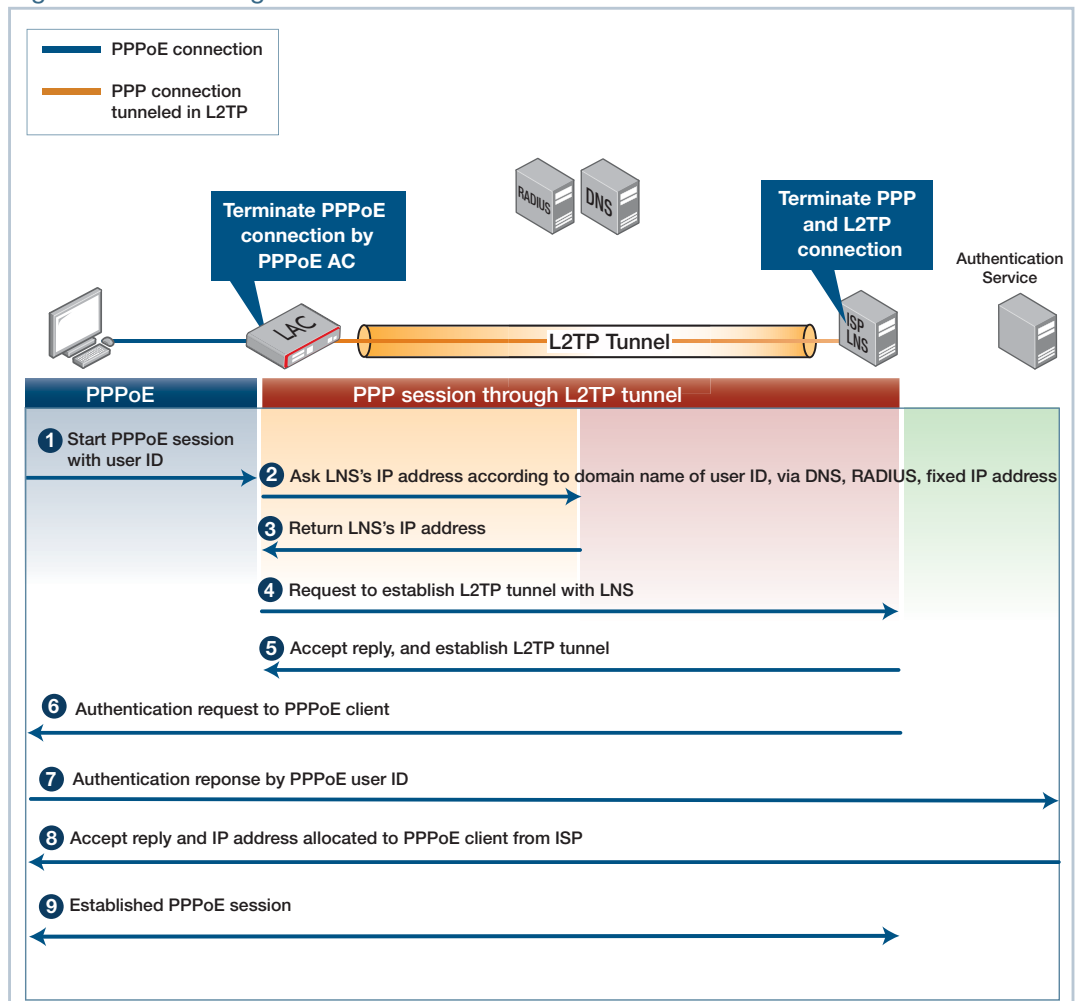 PPPoE connection
PPP connection
tunneled in L2TP
RADIUS
DNS
Terminate PPPoE
connection by
PPPoE AC
Terminate PPP
and L2TP
connection
Authentication
Service
LAC
L2TP Tunnel
ISP
LNS
PPPoE
PPP session through L2TP tunnel
1 Start PPPoE session
with user ID
2 Ask LNS's IP address according to domain name of user ID, via DNS, RADIUS, fixed IP address
3 Return LNS's IP address
4 Request to establish L2TP tunnel with LNS
5 Accept reply, and establish L2TP tunnel
6 Authentication request to PPPoE client
7 Authentication reponse by PPPoE user ID
8 Accept reply and IP address allocated to PPPoE client from ISP
9 Established PPPoE session